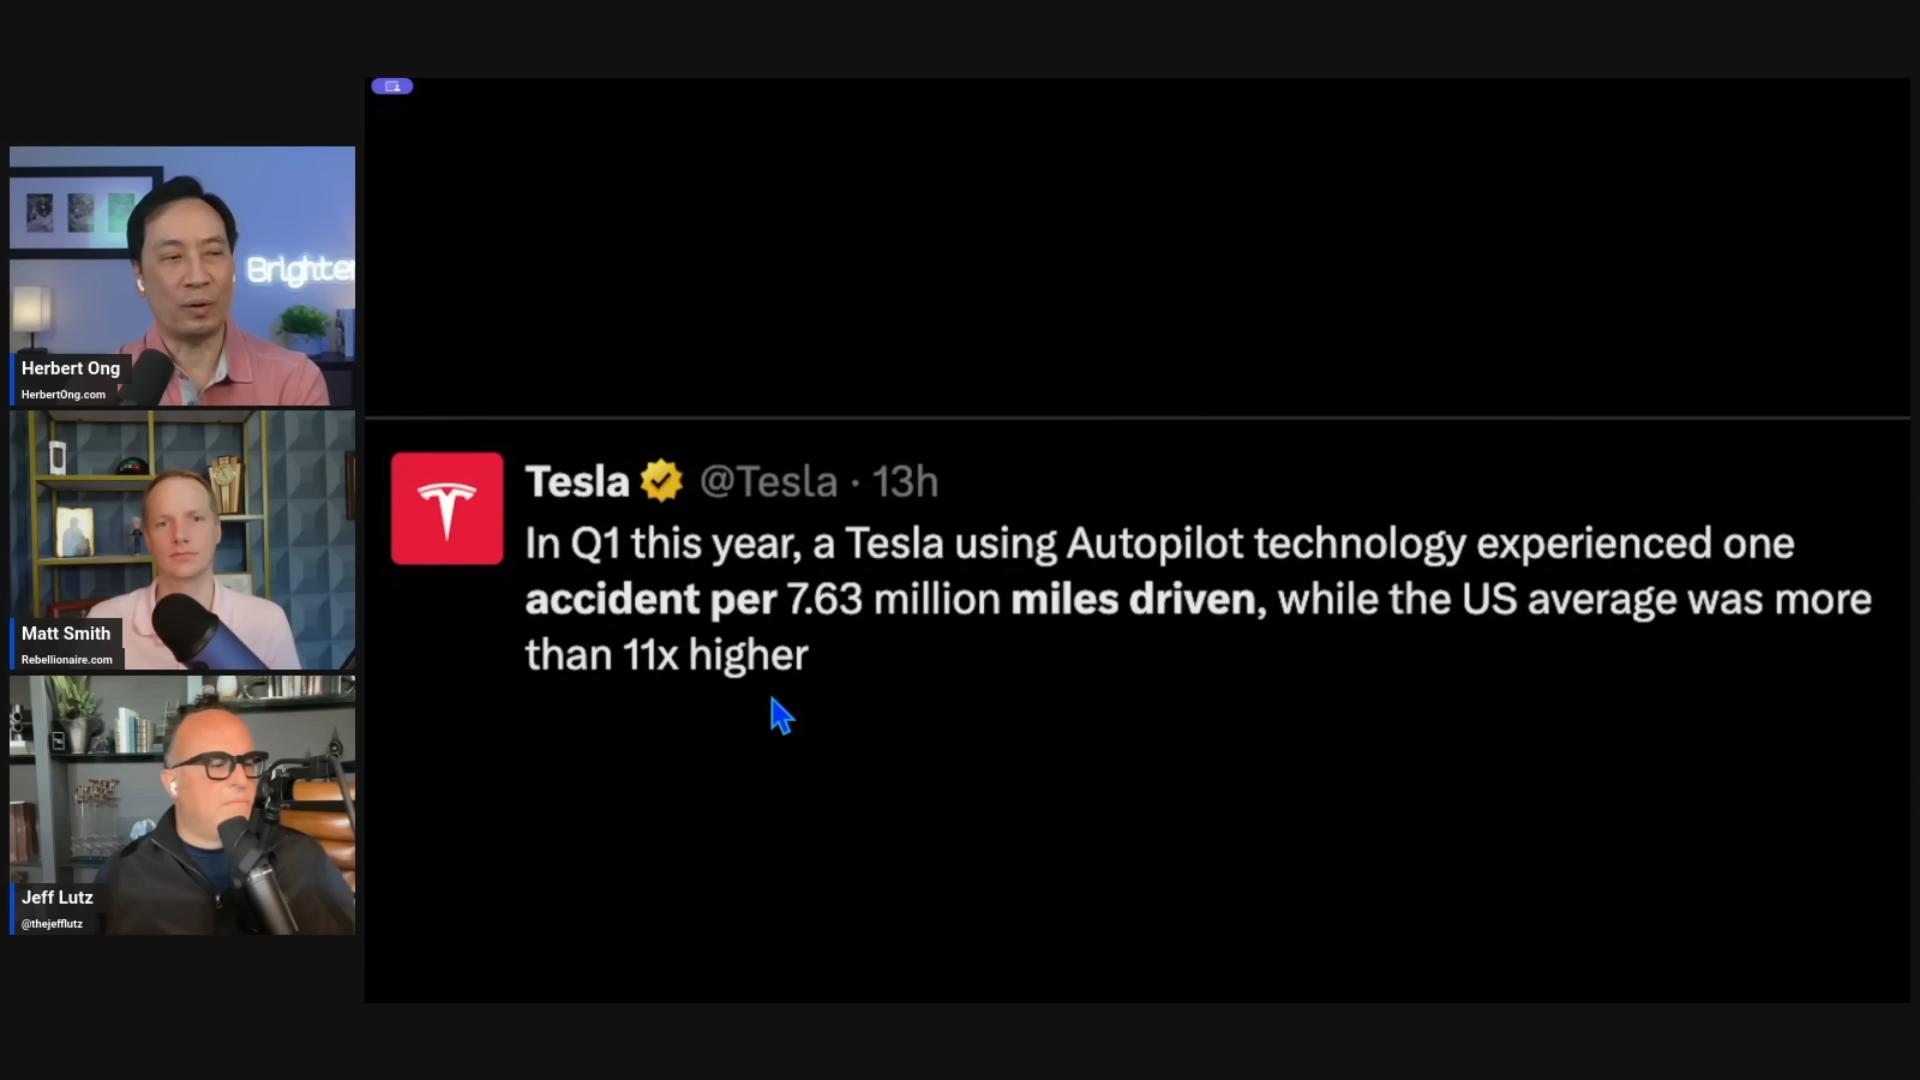 Brighter
Herbert Ong
HerbertOng.com
Matt Smith
Rebellionaire.com
Jeff Lutz
@thejefflutz
Tesla @Tesla · 13h
In Q1 this year, a Tesla using Autopilot technology experienced one
accident per 7.63 million miles driven, while the US average was more
than 11x higher